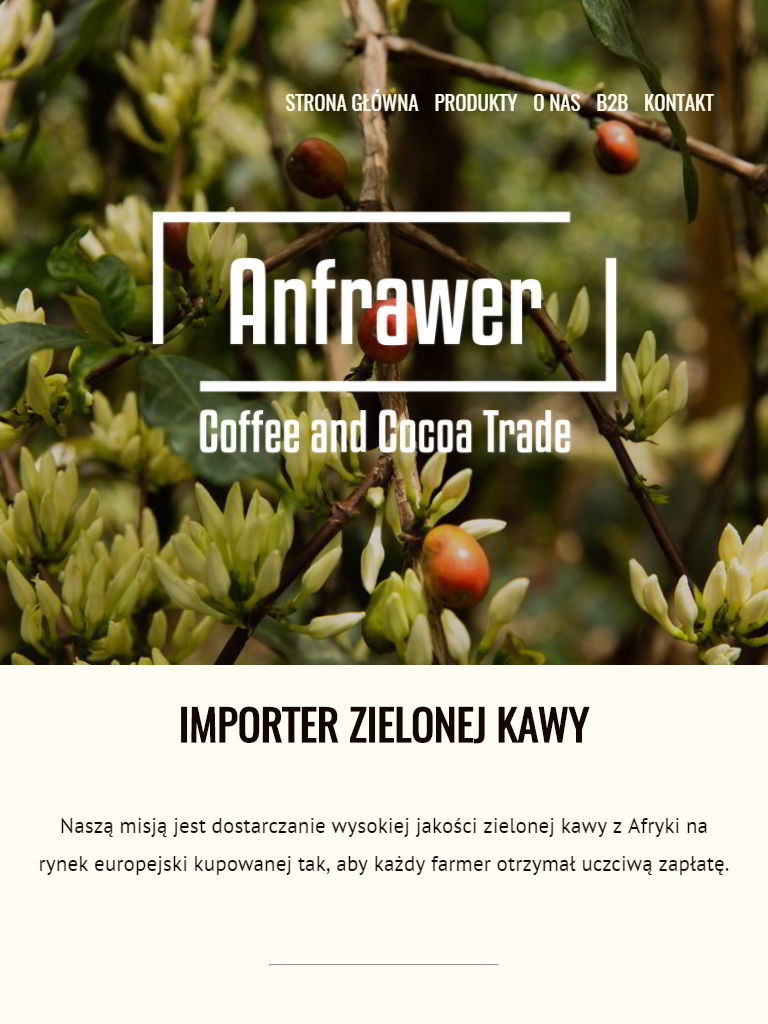 STRONA GŁÓWNA PRODUKTY O NAS B2B KONTAKT
Anfrawer
Coffee and Cocoa Trade
IMPORTER ZIELONEJ KAWY
Naszą misją jest dostarczanie wysokiej jakości zielonej kawy z Afryki na
rynek europejski kupowanej tak, aby każdy farmer otrzymał uczciwą zapłatę.